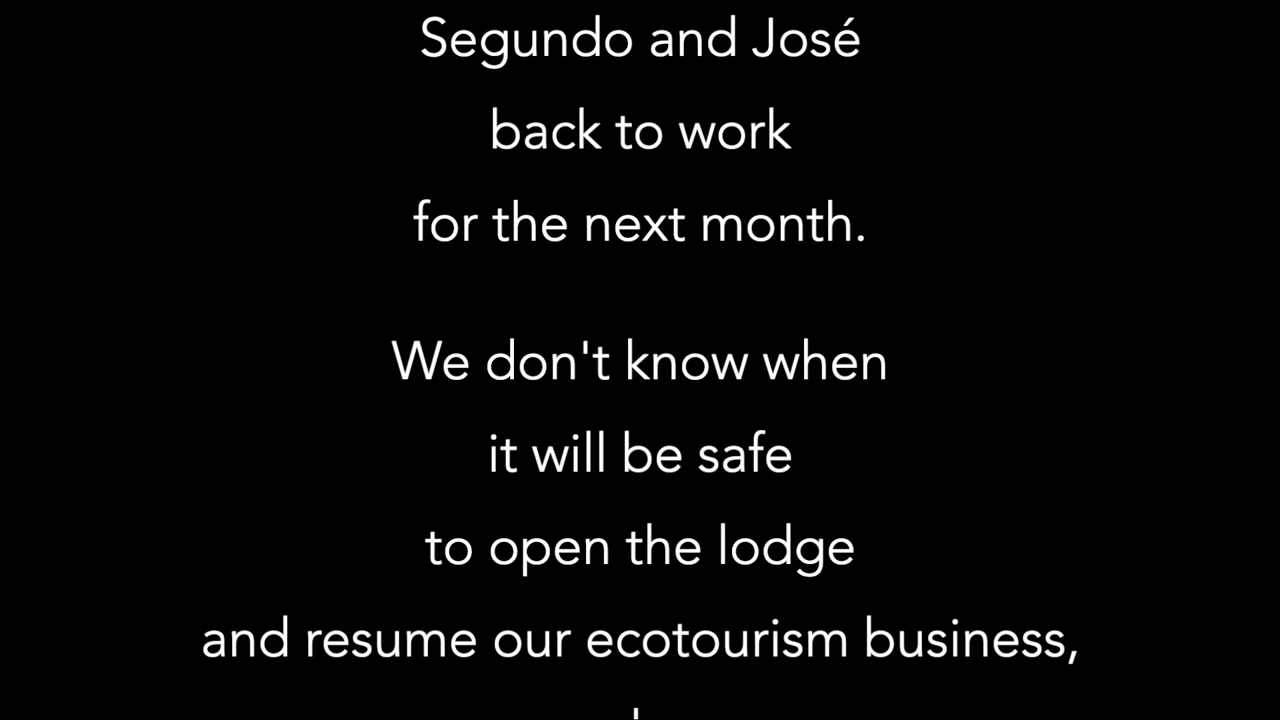 Segundo and José
back to work
for the next month.
We don't know when
it will be safe
to open the lodge
and resume our ecotourism business,